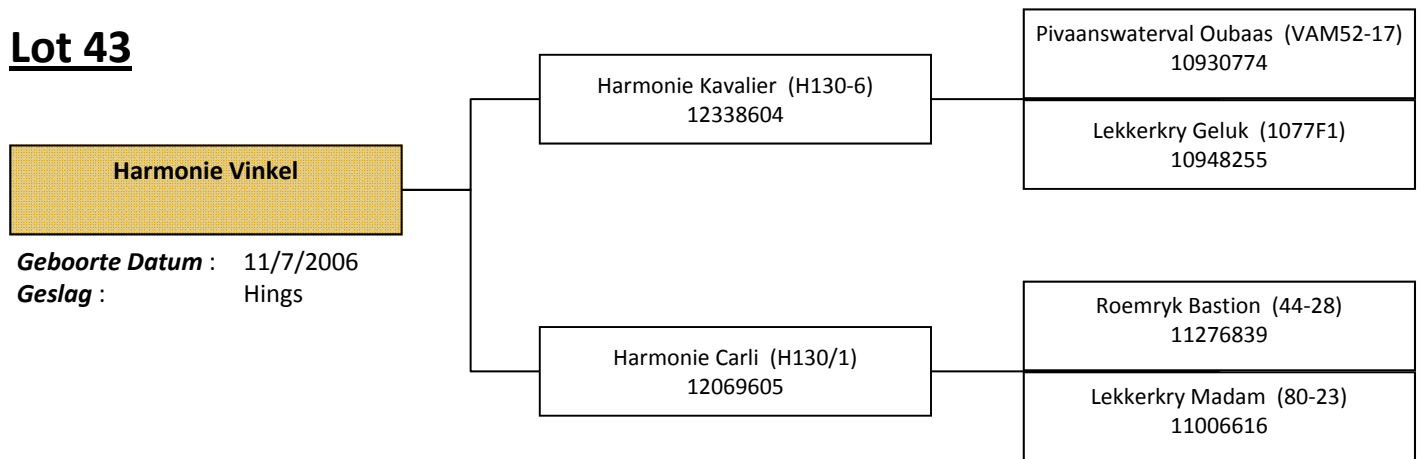 Lot 43
Harmonie Vinkel
Geboorte Datum : 11/7/2006
Geslag : Hings
Harmonie Kavalier (H130-6)
12338604
Harmonie Carli (H130/1)
12069605
Pivaanswaterval Oubaas (VAM52-17)
10930774
Lekkerkry Geluk (1077F1)
10948255
Roemryk Bastion (44-28)
11276839
Lekkerkry Madam (80-23)
11006616